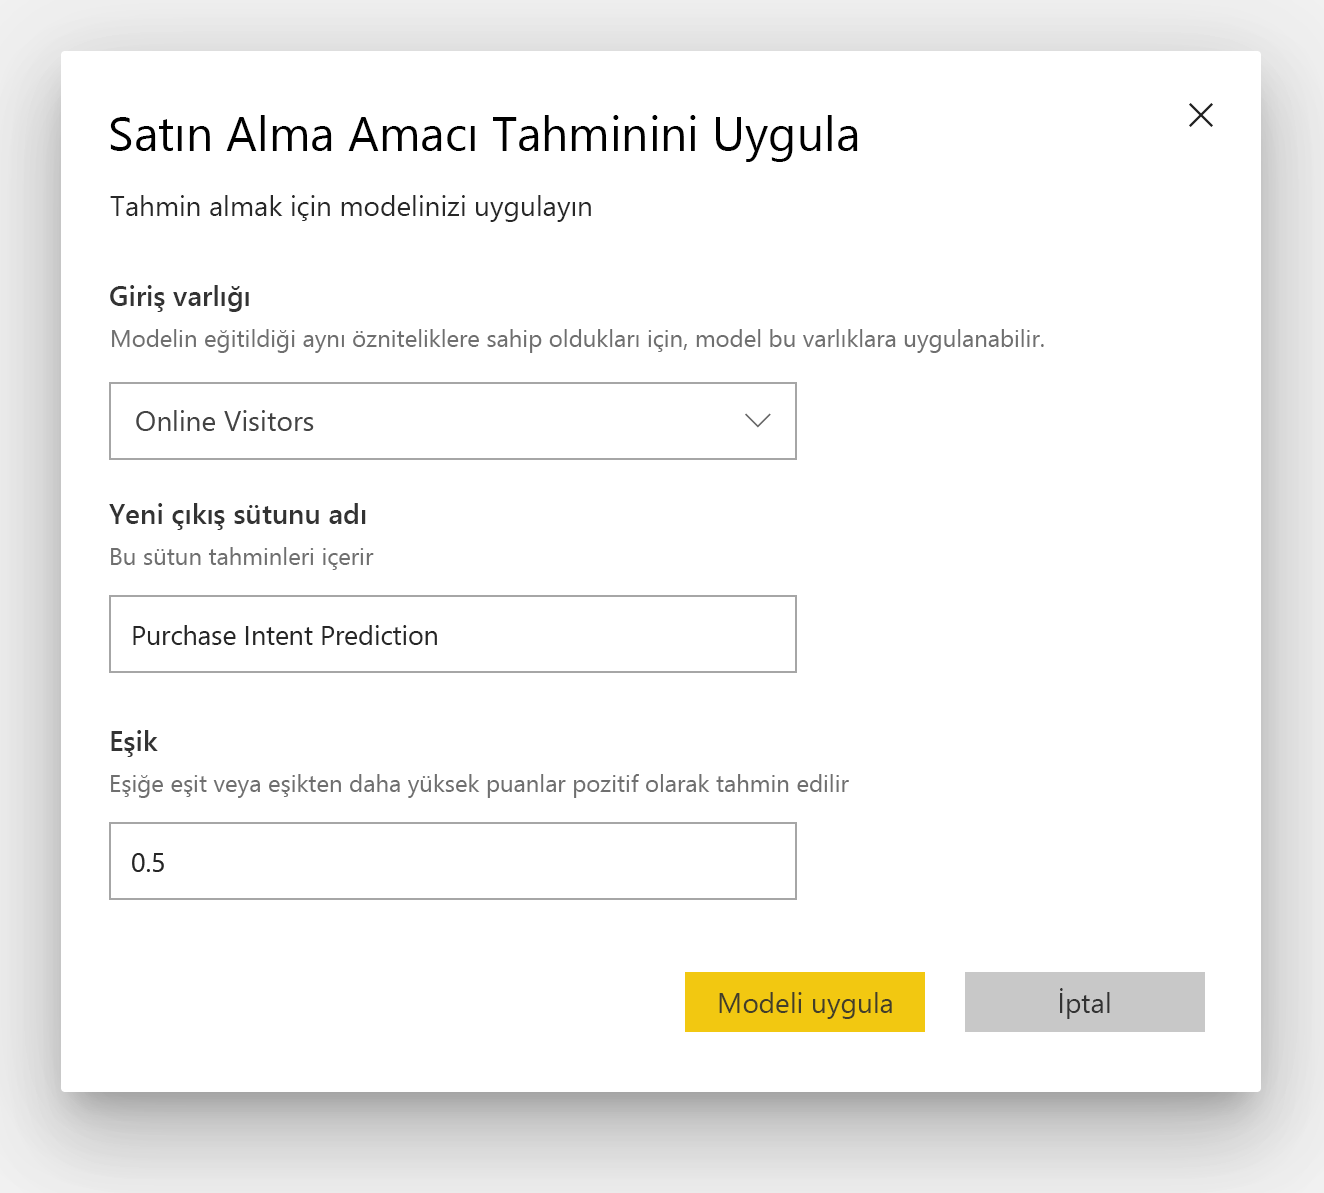 Satın Alma Amacı Tahminini Uygula
Tahmin almak için modelinizi uygulayın
Giriş varlığı
Modelin eğitildiği aynı özniteliklere sahip oldukları için, model bu varlıklara uygulanabilir.
Online Visitors
Yeni çıkış sütunu adı
Bu sütun tahminleri içerir
Purchase Intent Prediction
Eşik
Eşiğe eşit veya eşikten daha yüksek puanlar pozitif olarak tahmin edilir
0.5
Modeli uygula
İptal